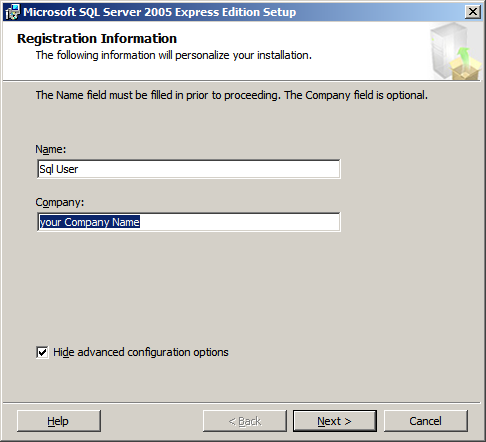 Microsoft SQL Server 2005 Express Edition Setup
Registration Information
The following information will personalize your installation.
The Name field must be filled in prior to proceeding. The Company field is optional.
Name:
Sql User
Company:
your Company Name
Hide advanced configuration options
Help
< Back
Next >
Cancel